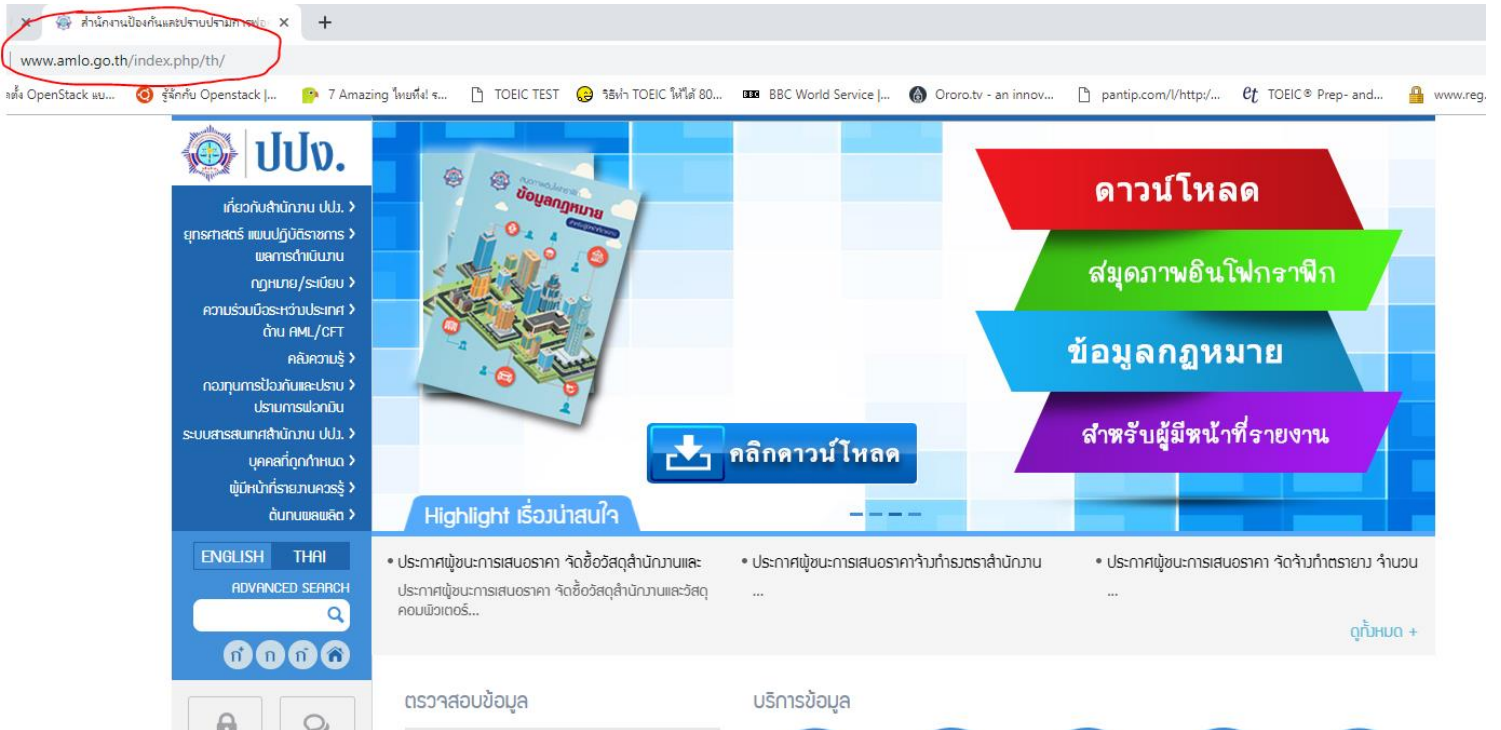 สำนักงานป้องกันและปราบปรามการฟอ
www.amlo.go.th/index.php/th/
OpenStack แบ...
รู้จักกับ Openstack |...
7 Amazing ไทยทึ่ง! ร...
TOEIC TEST
วิธีทำ TOEIC ให้ได้ 80...
BBC World Service |...
Ororo.tv - an innov...
pantip.com/l/http:/...
TOEIC® Prep- and...
www.reg.
ปปง.
เกี่ยวกับสำนักงาน ปปง.
ยุทธศาสตร์ แผนปฏิบัติราชการ
ผลการดำเนินงาน
กฎหมาย/ระเบียบ
ความร่วมมือระหว่างประเทศ
ด้าน AML/CFT
คลังความรู้
กองทุนการป้องกันและปราบ
ปรามการฟอกเงิน
ระบบสารสนเทศสำนักงาน ปปง.
บุคคลที่ถูกกำหนด
ผู้มีหน้าที่รายงานควรรู้
ต้นทุนผลผลิต
ENGLISH THAI
ADVANCED SEARCH
ก+ ก ก-
ข้อมูลกฎหมาย
ดาวน์โหลด
สมุดภาพอินโฟกราฟิก
ข้อมูลกฎหมาย
สำหรับผู้มีหน้าที่รายงาน
คลิกดาวน์โหลด
Highlight เรื่องน่าสนใจ
• ประกาศผู้ชนะการเสนอราคา จัดซื้อวัสดุสำนักงานและ
ประกาศผู้ชนะการเสนอราคา จัดซื้อวัสดุสำนักงานและวัสดุ
คอมพิวเตอร์...
• ประกาศผู้ชนะการเสนอราคาจ้างทำธงตราสำนักงาน
...
• ประกาศผู้ชนะการเสนอราคา จัดจ้างทำตรายาง จำนวน
...
ดูทั้งหมด +
ตรวจสอบข้อมูล
บริการข้อมูล